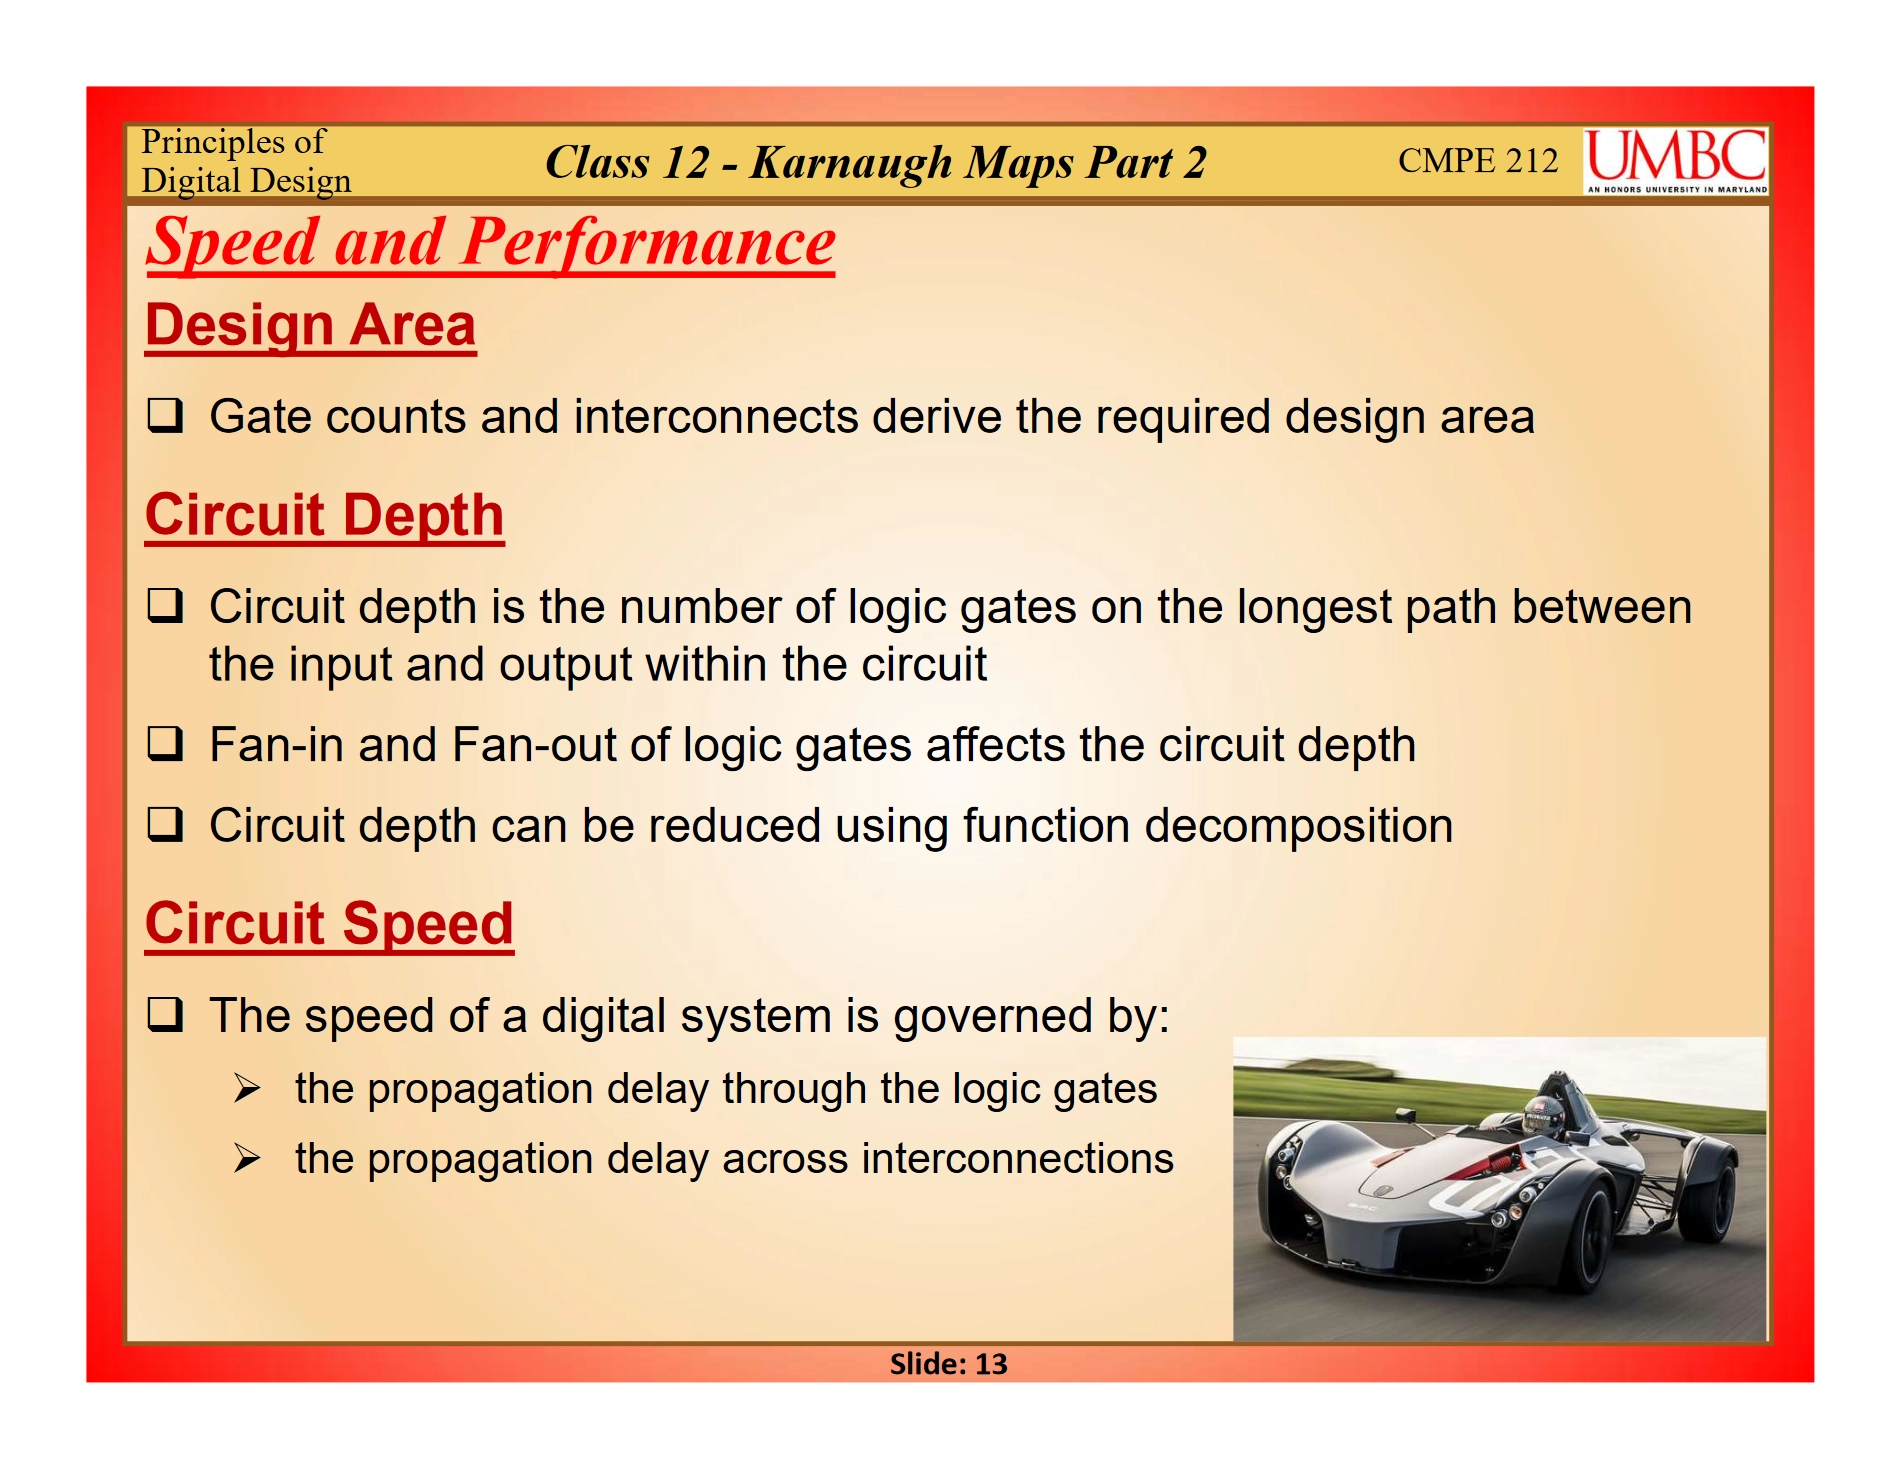 Principles of
Digital Design
Class 12 - Karnaugh Maps Part 2
CMPE 212
UMBC
AN HONORS UNIVERSITY IN MARYLAND
Speed and Performance
Design Area
❑ Gate counts and interconnects derive the required design area
Circuit Depth
❑ Circuit depth is the number of logic gates on the longest path between
the input and output within the circuit
❑ Fan-in and Fan-out of logic gates affects the circuit depth
❑ Circuit depth can be reduced using function decomposition
Circuit Speed
❑ The speed of a digital system is governed by:
➢ the propagation delay through the logic gates
➢ the propagation delay across interconnections
Slide: 13